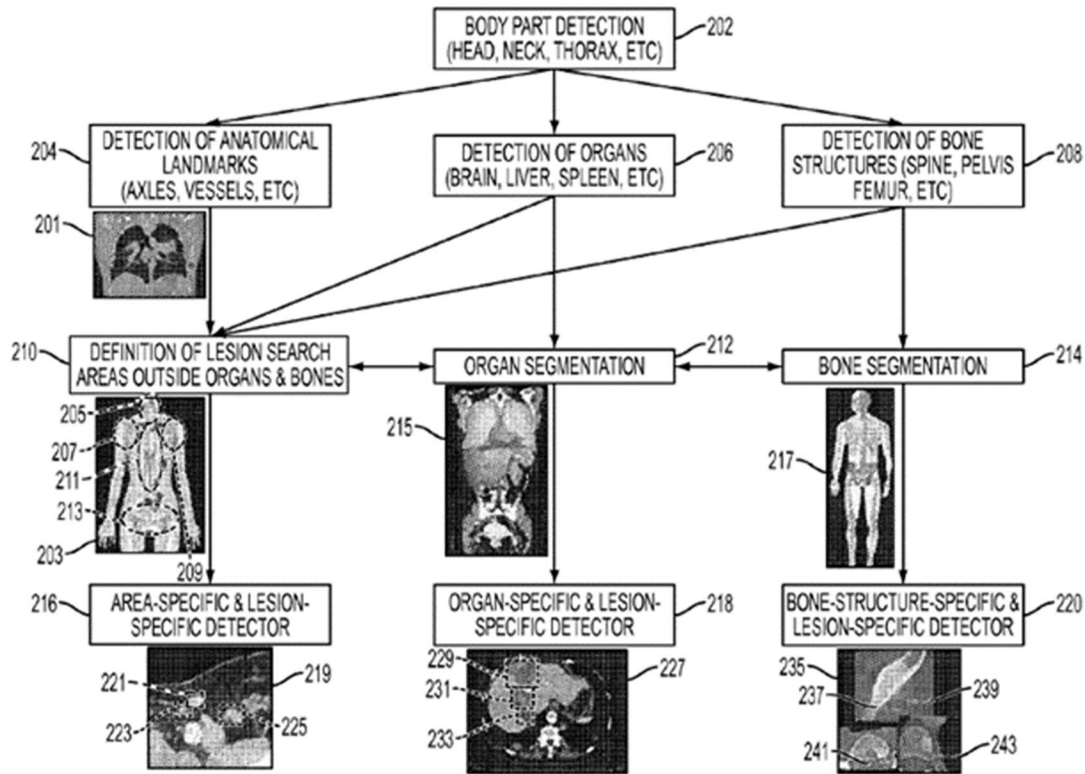 BODY PART DETECTION
(HEAD, NECK, THORAX, ETC)
202
204
DETECTION OF ANATOMICAL
LANDMARKS
(AXLES, VESSELS, ETC)
DETECTION OF ORGANS
(BRAIN, LIVER, SPLEEN, ETC)
206
DETECTION OF BONE
STRUCTURES (SPINE, PELVIS
FEMUR, ETC)
208
201
210
DEFINITION OF LESION SEARCH
AREAS OUTSIDE ORGANS & BONES
ORGAN SEGMENTATION
212
BONE SEGMENTATION
214
205
207
211
213
203
209
215
217
216
AREA-SPECIFIC & LESION-
SPECIFIC DETECTOR
ORGAN-SPECIFIC & LESION-
SPECIFIC DETECTOR
218
BONE-STRUCTURE-SPECIFIC &
LESION-SPECIFIC DETECTOR
220
221
223
219
225
229
231
233
227
235
237
239
241
243